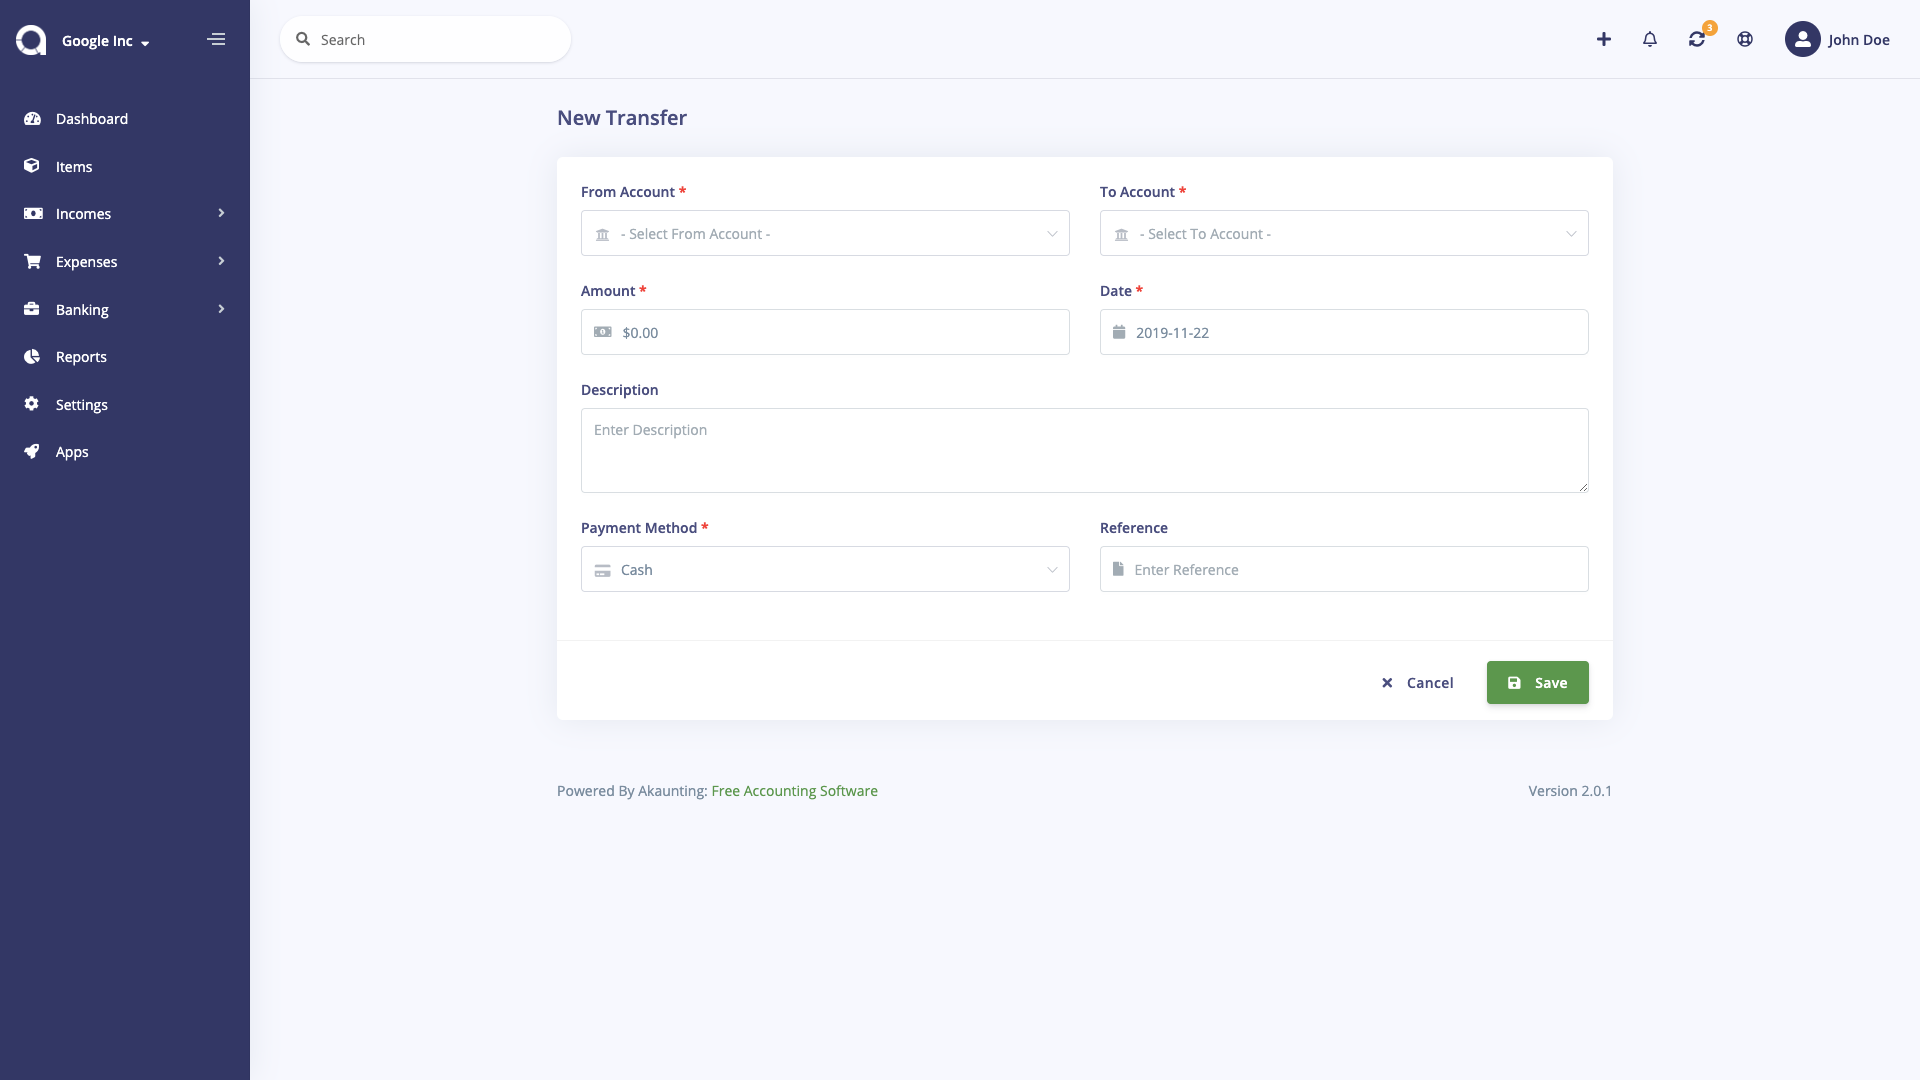 Google Inc
Search
3
John Doe
Dashboard
Items
Incomes
Expenses
Banking
Reports
Settings
Apps
New Transfer
From Account *
To Account *
- Select From Account -
- Select To Account -
Amount *
Date *
$0.00
2019-11-22
Description
Enter Description
Payment Method *
Reference
Cash
Enter Reference
Cancel
Save
Powered By Akaunting: Free Accounting Software
Version 2.0.1